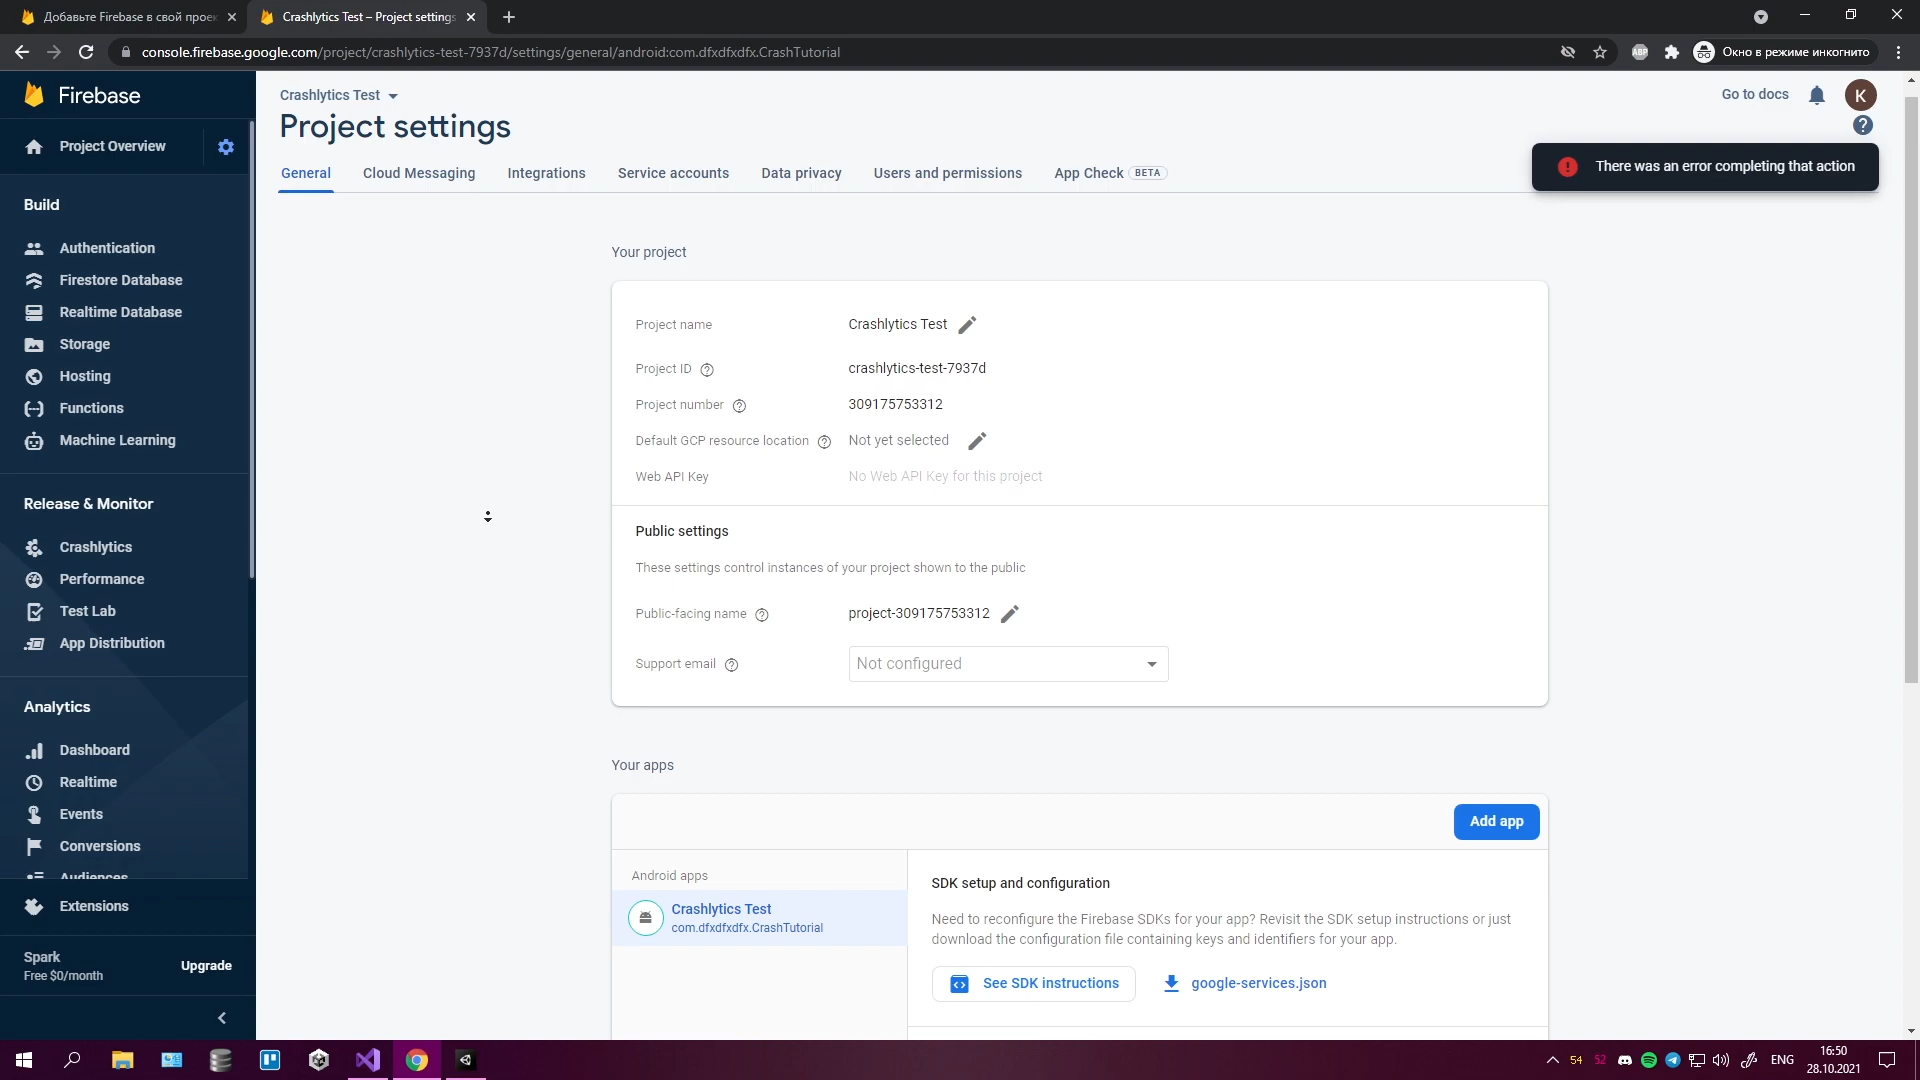 Добавьте Firebase в свой проек
Crashlytics Test – Project settings
console.firebase.google.com/project/crashlytics-test-7937d/settings/general/android:com.dfxdfxdfx.CrashTutorial
ABP
Окно в режиме инкогнито
Firebase
Project Overview
Build
Authentication
Firestore Database
Realtime Database
Storage
Hosting
Functions
Machine Learning
Release & Monitor
Crashlytics
Performance
Test Lab
App Distribution
Analytics
Dashboard
Realtime
Events
Conversions
Audiences
Extensions
Spark
Free $0/month
Upgrade
Crashlytics Test
Project settings
Go to docs
K
General
Cloud Messaging
Integrations
Service accounts
Data privacy
Users and permissions
App Check BETA
There was an error completing that action
Your project
Project name
Crashlytics Test
Project ID
crashlytics-test-7937d
Project number
309175753312
Default GCP resource location
Not yet selected
Web API Key
No Web API Key for this project
Public settings
These settings control instances of your project shown to the public
Public-facing name
project-309175753312
Support email
Not configured
Your apps
Add app
Android apps
Crashlytics Test
com.dfxdfxdfx.CrashTutorial
SDK setup and configuration
Need to reconfigure the Firebase SDKs for your app? Revisit the SDK setup instructions or just
download the configuration file containing keys and identifiers for your app.
See SDK instructions
google-services.json
54
52
ENG
16:50
28.10.2021